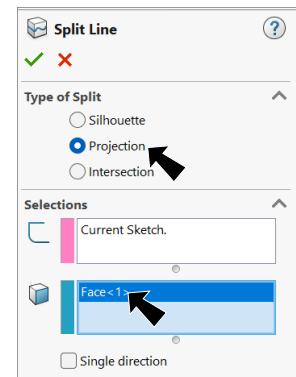 Split Line
?
Type of Split
Silhouette
Projection
Intersection
Selections
Current Sketch.
Face<1>
Single direction